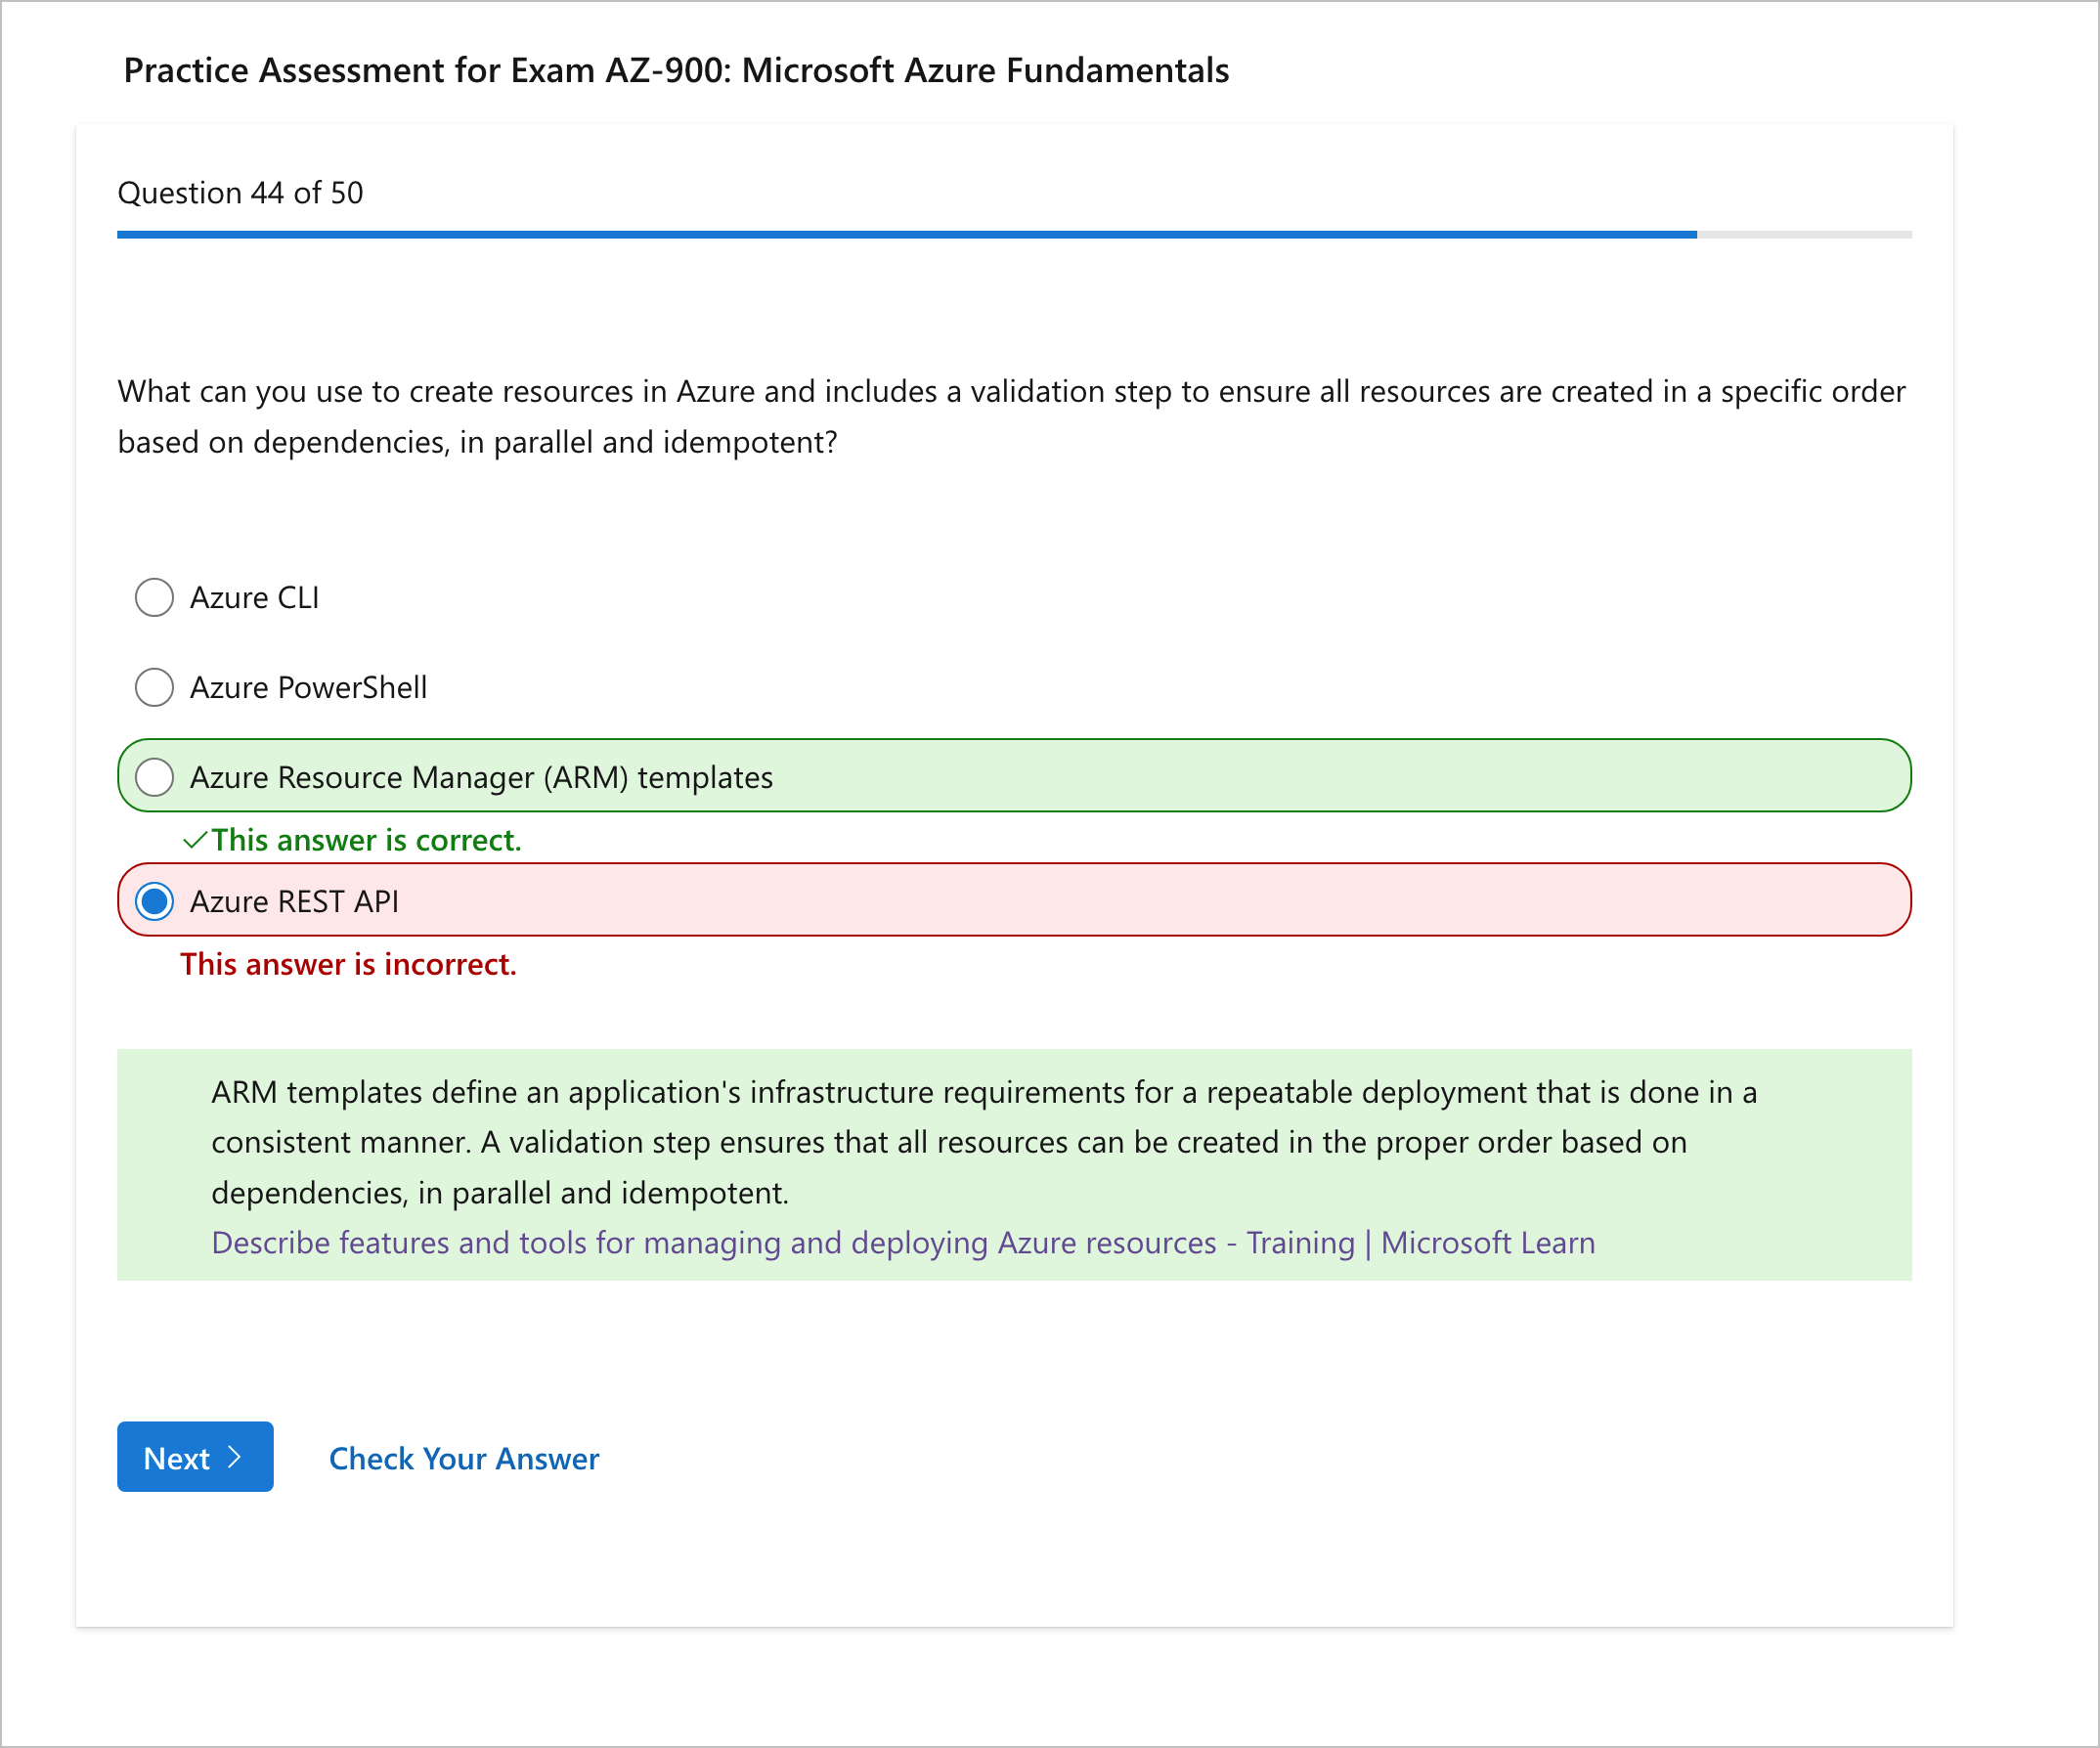 Practice Assessment for Exam AZ-900: Microsoft Azure Fundamentals
Question 44 of 50
What can you use to create resources in Azure and includes a validation step to ensure all resources are created in a specific order
based on dependencies, in parallel and idempotent?
Azure CLI
Azure PowerShell
Azure Resource Manager (ARM) templates
This answer is correct.
Azure REST API
This answer is incorrect.
ARM templates define an application's infrastructure requirements for a repeatable deployment that is done in a
consistent manner. A validation step ensures that all resources can be created in the proper order based on
dependencies, in parallel and idempotent.
Describe features and tools for managing and deploying Azure resources - Training | Microsoft Learn
Next
Check Your Answer